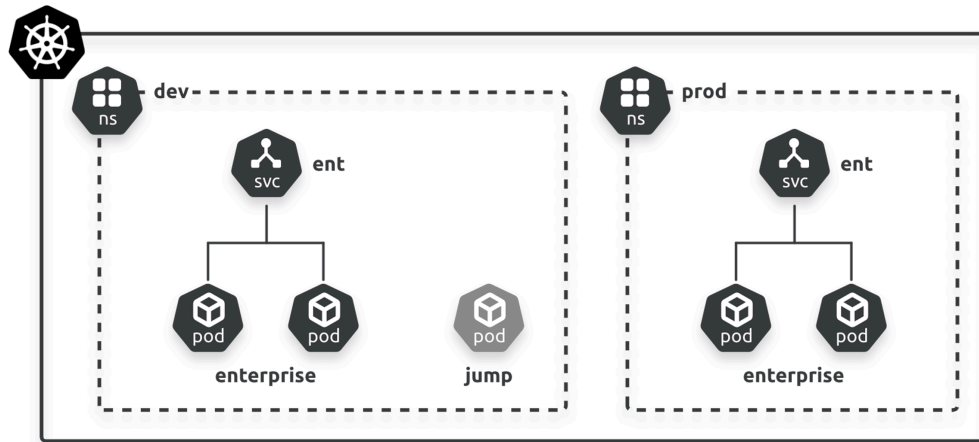 dev
ns
ent
svc
pod
pod
enterprise
pod
jump
prod
ns
ent
svc
pod
pod
enterprise